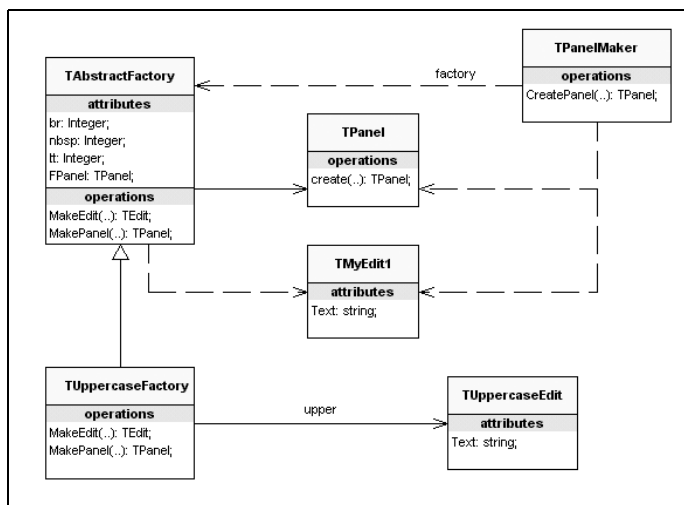 TPanelMaker
operations
CreatePanel(..): TPanel;
factory
TAbstractFactory
attributes
br: Integer;
nbsp: Integer;
tt: Integer;
FPanel: TPanel;
operations
MakeEdit(..): TEdit;
MakePanel(..): TPanel;
TPanel
operations
create(..): TPanel;
TMyEdit1
attributes
Text: string;
TUppercaseFactory
operations
MakeEdit(..): TEdit;
MakePanel(..): TPanel;
upper
TUppercaseEdit
attributes
Text: string;